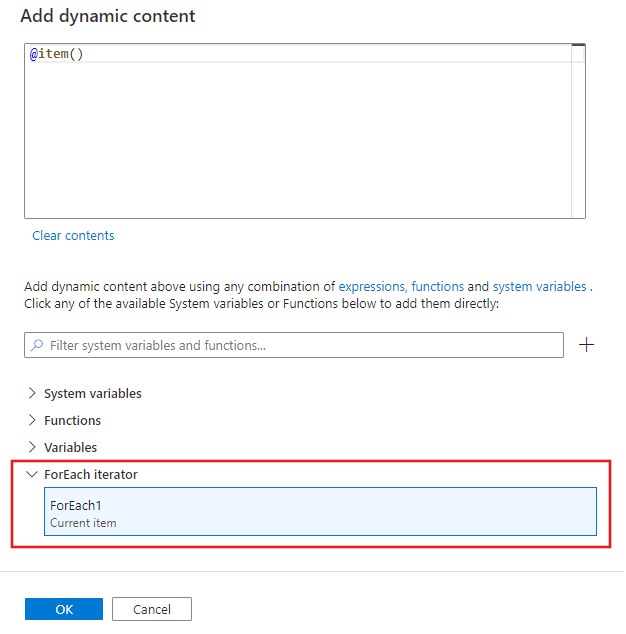 Add dynamic content
@item()
Clear contents
Add dynamic content above using any combination of expressions, functions and system variables .
Click any of the available System variables or Functions below to add them directly:
Filter system variables and functions...
System variables
Functions
Variables
ForEach iterator
ForEach1
Current item
OK Cancel